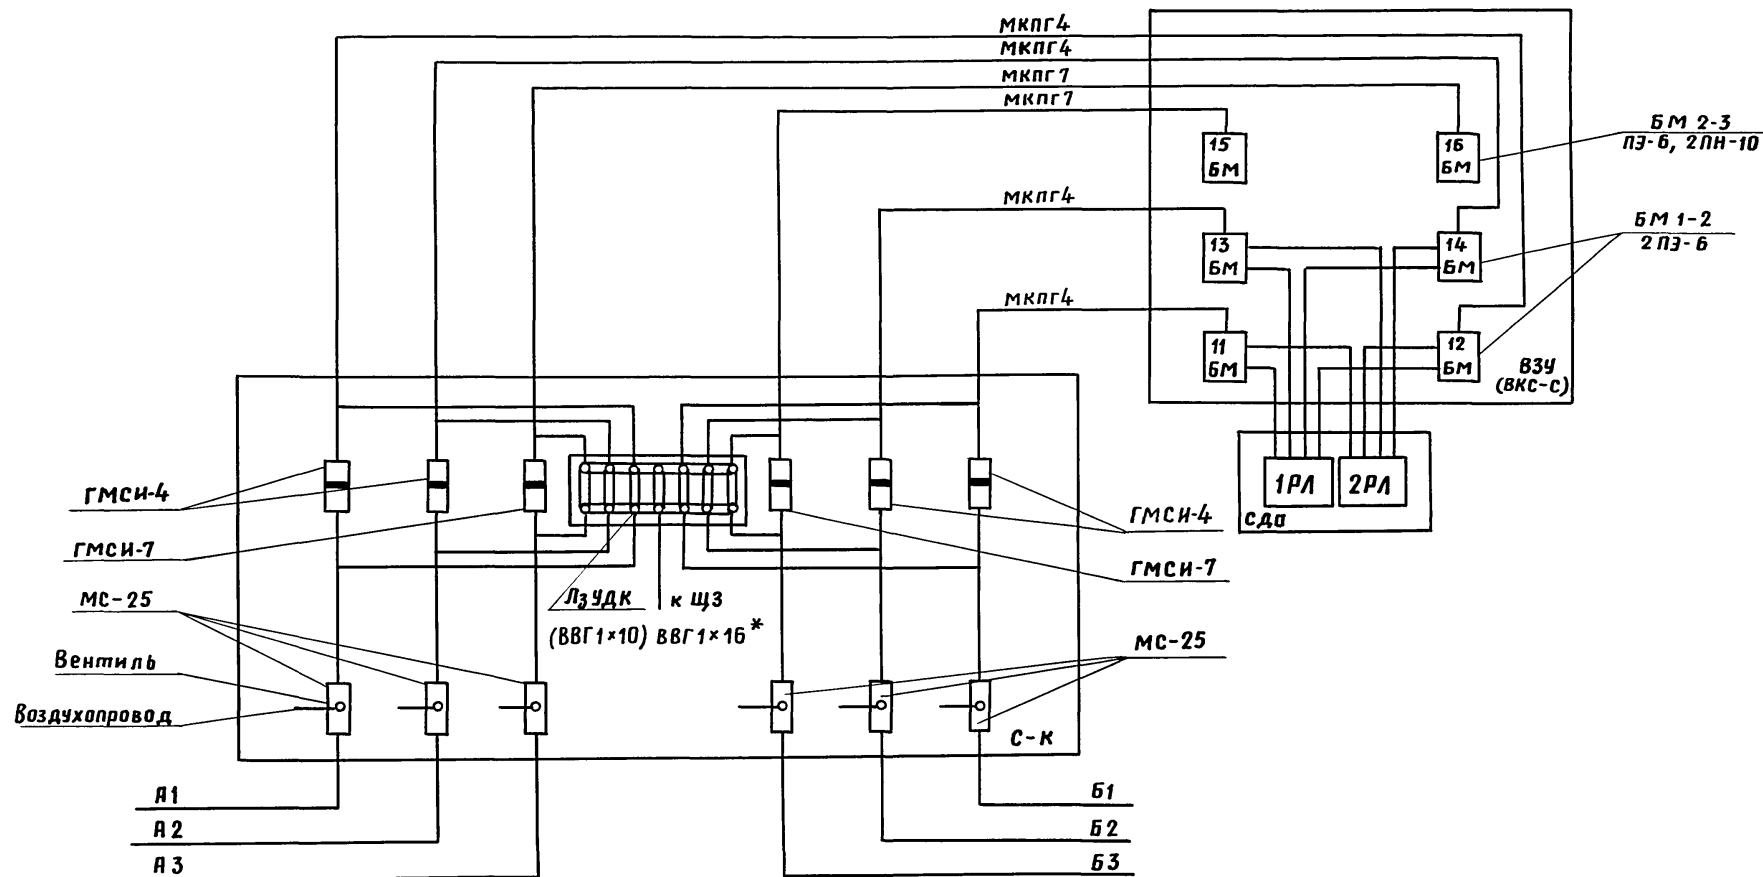 МКПГ4
МКПГ4
МКПГ7
МКПГ7
МКПГ4
МКПГ4
15
БМ
16
БМ
13
БМ
14
БМ
11
БМ
12
БМ
БМ 2-3
ПЭ-6, 2ПН-10
БМ 1-2
2ПЭ-6
ВЗУ
(ВКС-С)
1РЛ
2РЛ
СДО
ГМСИ-4
ГМСИ-7
МС-25
Вентиль
Воздухопровод
ЛзУДК
к ЩЗ
(ВВГ1×10) ВВГ1×16*
ГМСИ-4
ГМСИ-7
МС-25
С-К
А1
А2
А3
Б1
Б2
Б3